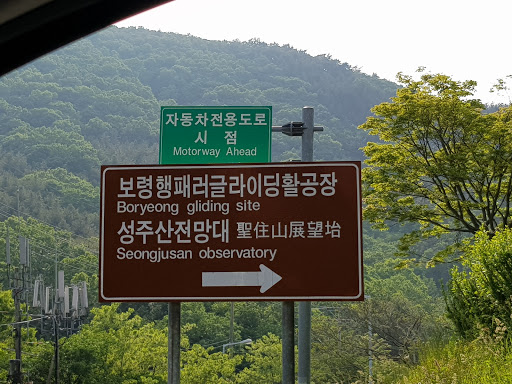 자동차전용도로
시 점
Motorway Ahead
보령행패러글라이딩활공장
Boryeong gliding site
성주산전망대 聖住山展望坮
Seongjusan observatory